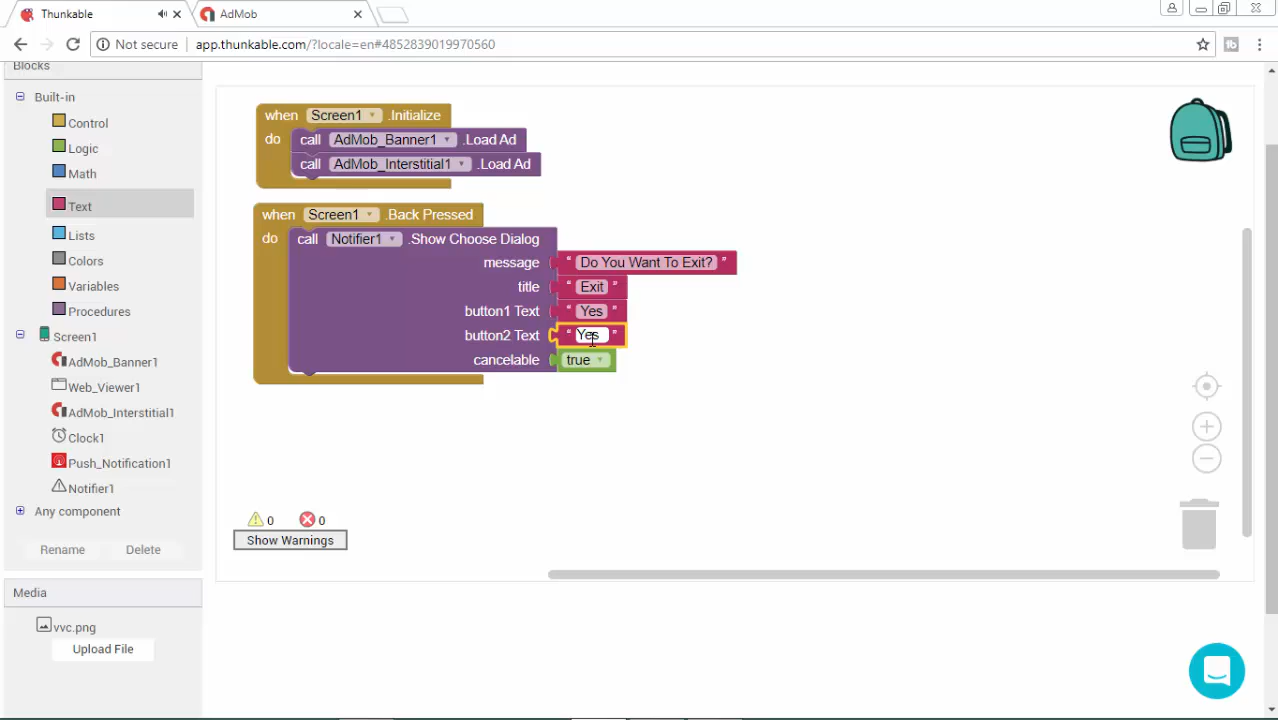 Thunkable
AdMob
Not secure
app.thunkable.com/?locale=en#4852839019970560
Blocks
Built-in
Control
Logic
Math
Text
Lists
Colors
Variables
Procedures
Screen1
AdMob_Banner1
Web_Viewer1
AdMob_Interstitial1
Clock1
Push_Notification1
Notifier1
Any component
Rename Delete
Media
vvc.png
Upload File
when Screen1 .Initialize
do call AdMob_Banner1 .Load Ad
call AdMob_Interstitial1 .Load Ad
when Screen1 .Back Pressed
do call Notifier1 .Show Choose Dialog
message “ Do You Want To Exit? ”
title “ Exit ”
button1 Text “ Yes ”
button2 Text “ Yes ”
cancelable true
0 0
Show Warnings